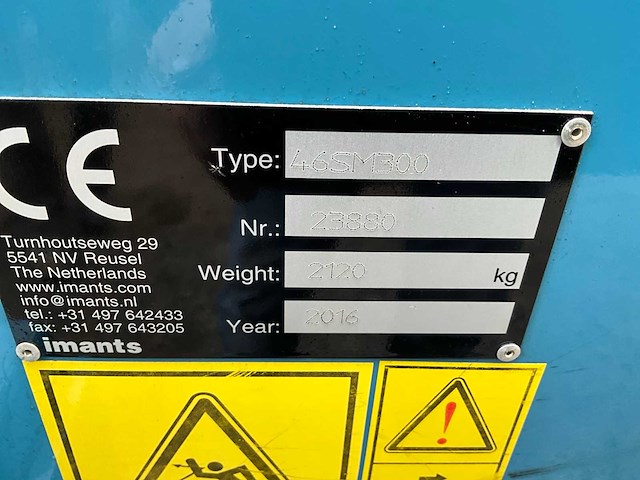 CE
Type: 46SM300
Nr.: 23880
Weight: 2120 kg
Year: 2016
Turnhoutseweg 29
5541 NV Reusel
The Netherlands
www.imants.com
info@imants.nl
tel.: +31 497 642433
fax: +31 497 643205
imants